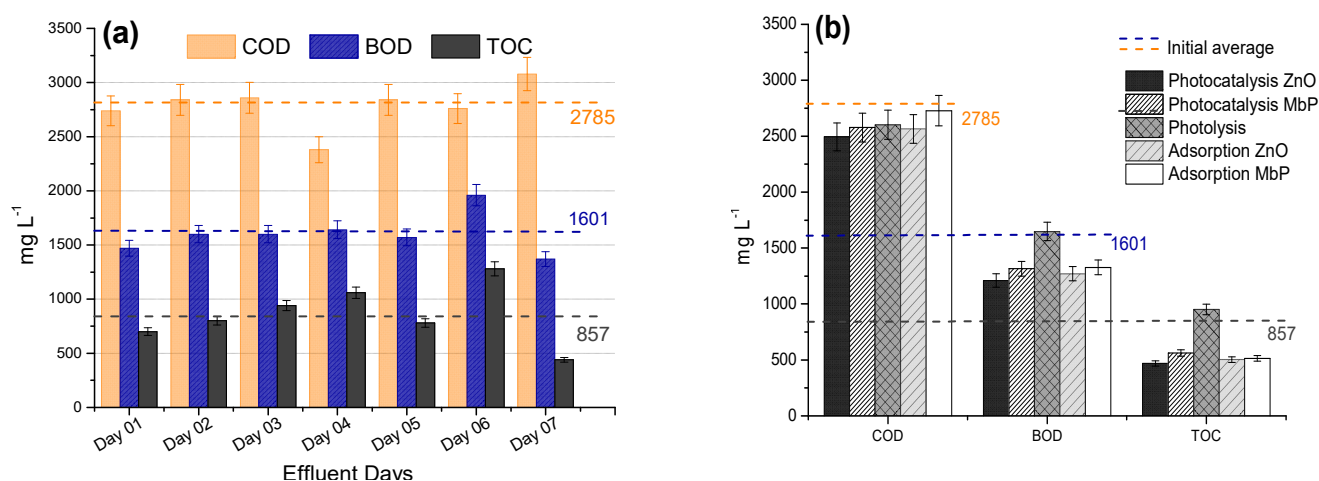 (a)
COD BOD TOC
mg L-1
3500
3000
2500
2000
1500
1000
500
0
2785
1601
857
Day 01 Day 02 Day 03 Day 04 Day 05 Day 06 Day 07
Effluent Days
(b)
mg L-1
3500
3000
2500
2000
1500
1000
500
0
Initial average
Photocatalysis ZnO
Photocatalysis MbP
Photolysis
Adsorption ZnO
Adsorption MbP
2785
1601
857
COD BOD TOC